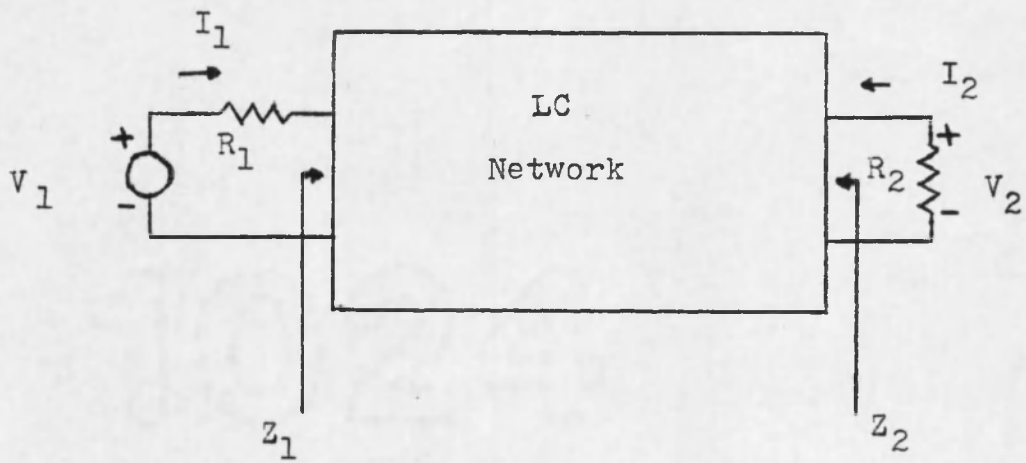 I1
LC
Network
I2
+
R1
V1
-
+
R2
V2
-
Z1
Z2